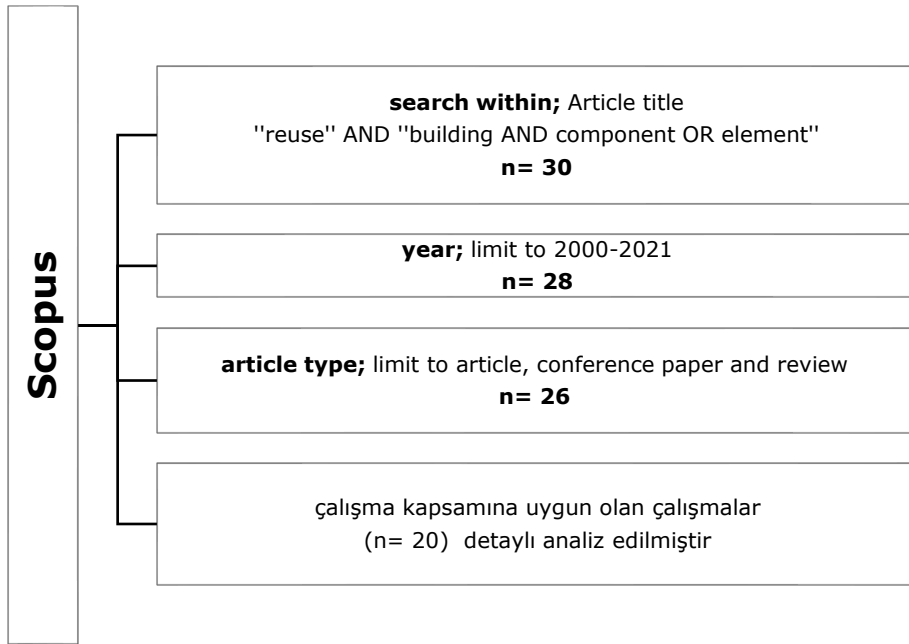 Scopus
search within; Article title
''reuse'' AND ''building AND component OR element''
n= 30
year; limit to 2000-2021
n= 28
article type; limit to article, conference paper and review
n= 26
çalışma kapsamına uygun olan çalışmalar
(n= 20) detaylı analiz edilmiştir